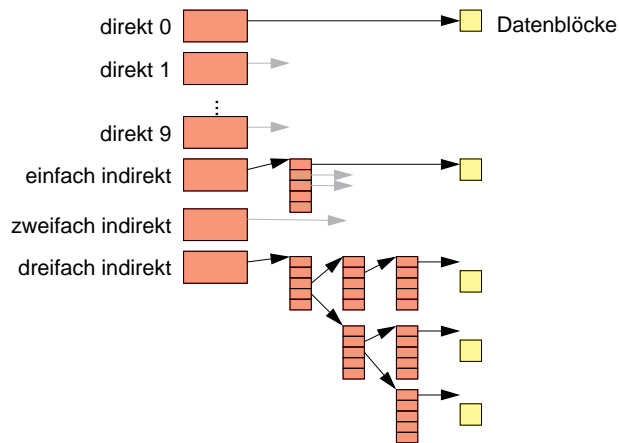 direkt 0
Datenblöcke
direkt 1
direkt 9
einfach indirekt
zweifach indirekt
dreifach indirekt